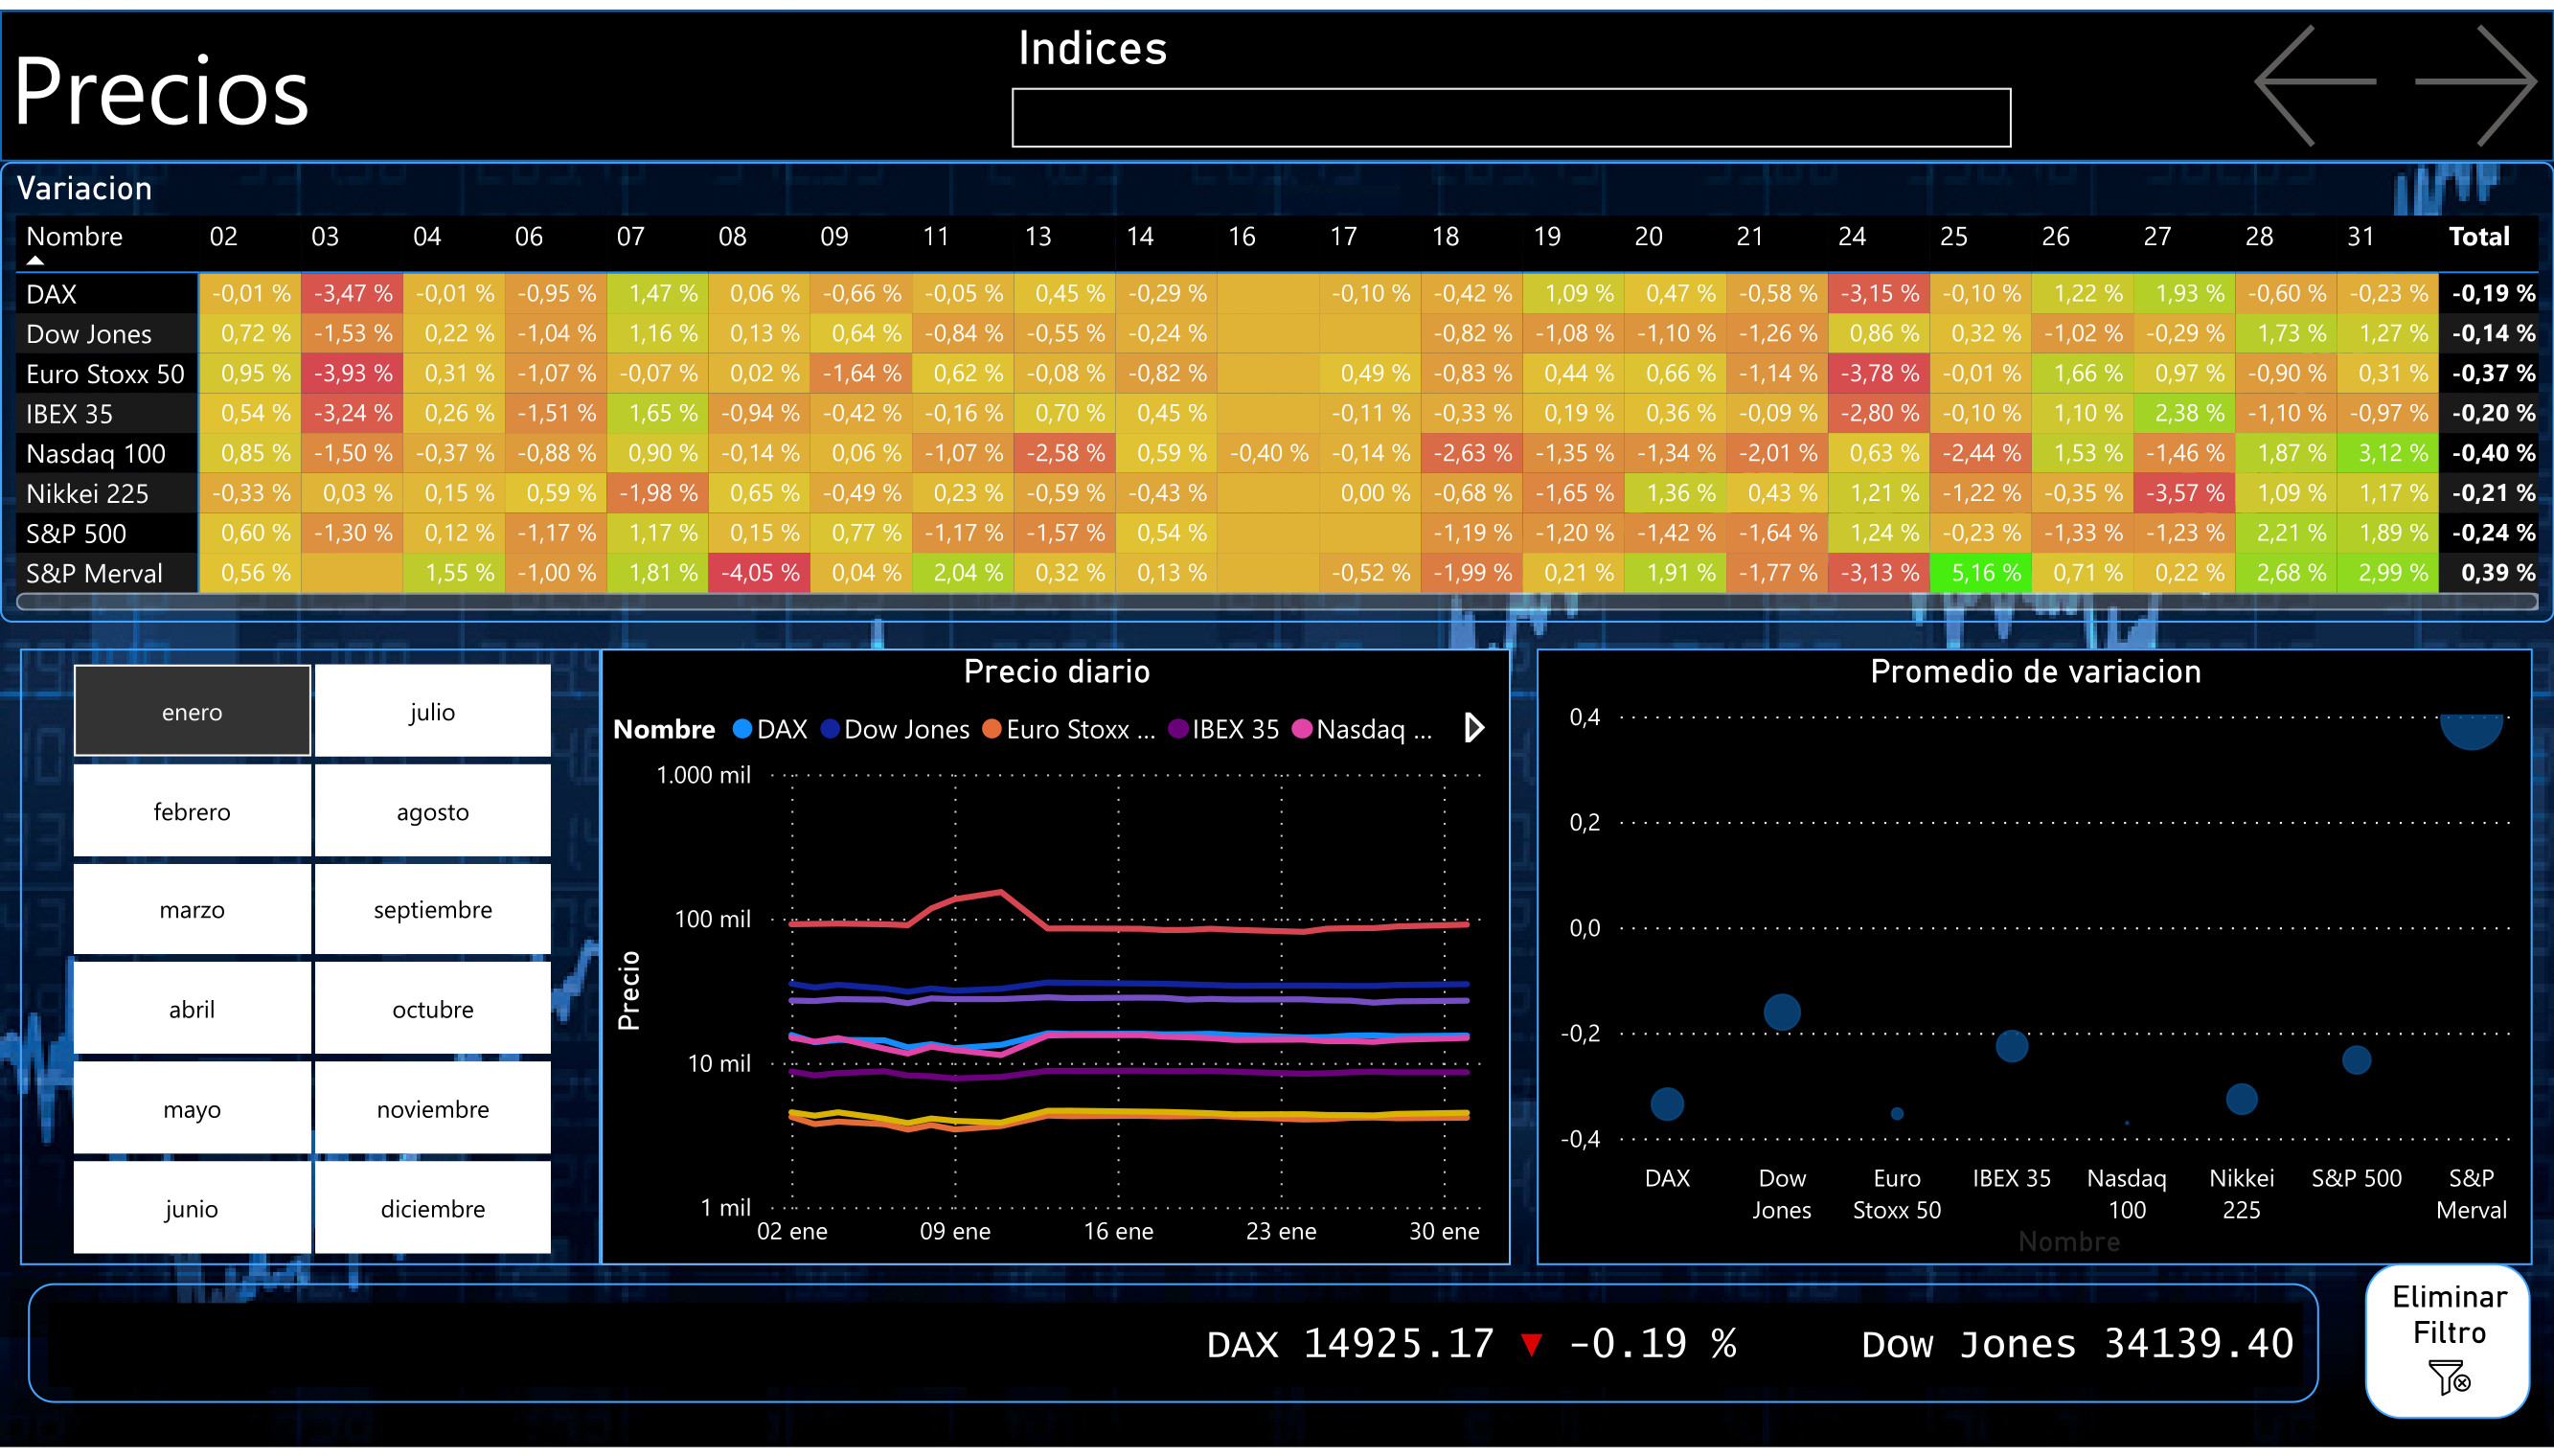 Precios
Indices
Variacion
Nombre 02 03 04 06 07 08 09 11 13 14 16 17 18 19 20 21 24 25 26 27 28 31 Total
DAX -0,01 % -3,47 % -0,01 % -0,95 % 1,47 % 0,06 % -0,66 % -0,05 % 0,45 % -0,29 % -0,10 % -0,42 % 1,09 % 0,47 % -0,58 % -3,15 % -0,10 % 1,22 % 1,93 % -0,60 % -0,23 % -0,19 %
Dow Jones 0,72 % -1,53 % 0,22 % -1,04 % 1,16 % 0,13 % 0,64 % -0,84 % -0,55 % -0,24 % -0,82 % -1,08 % -1,10 % -1,26 % 0,86 % 0,32 % -1,02 % -0,29 % 1,73 % 1,27 % -0,14 %
Euro Stoxx 50 0,95 % -3,93 % 0,31 % -1,07 % -0,07 % 0,02 % -1,64 % 0,62 % -0,08 % -0,82 % 0,49 % -0,83 % 0,44 % 0,66 % -1,14 % -3,78 % -0,01 % 1,66 % 0,97 % -0,90 % 0,31 % -0,37 %
IBEX 35 0,54 % -3,24 % 0,26 % -1,51 % 1,65 % -0,94 % -0,42 % -0,16 % 0,70 % 0,45 % -0,11 % -0,33 % 0,19 % 0,36 % -0,09 % -2,80 % -0,10 % 1,10 % 2,38 % -1,10 % -0,97 % -0,20 %
Nasdaq 100 0,85 % -1,50 % -0,37 % -0,88 % 0,90 % -0,14 % 0,06 % -1,07 % -2,58 % 0,59 % -0,40 % -0,14 % -2,63 % -1,35 % -1,34 % -2,01 % 0,63 % -2,44 % 1,53 % -1,46 % 1,87 % 3,12 % -0,40 %
Nikkei 225 -0,33 % 0,03 % 0,15 % 0,59 % -1,98 % 0,65 % -0,49 % 0,23 % -0,59 % -0,43 % 0,00 % -0,68 % -1,65 % 1,36 % 0,43 % 1,21 % -1,22 % -0,35 % -3,57 % 1,09 % 1,17 % -0,21 %
S&P 500 0,60 % -1,30 % 0,12 % -1,17 % 1,17 % 0,15 % 0,77 % -1,17 % -1,57 % 0,54 % -1,19 % -1,20 % -1,42 % -1,64 % 1,24 % -0,23 % -1,33 % -1,23 % 2,21 % 1,89 % -0,24 %
S&P Merval 0,56 % 1,55 % -1,00 % 1,81 % -4,05 % 0,04 % 2,04 % 0,32 % 0,13 % -0,52 % -1,99 % 0,21 % 1,91 % -1,77 % -3,13 % 5,16 % 0,71 % 0,22 % 2,68 % 2,99 % 0,39 %
enero julio
febrero agosto
marzo septiembre
abril octubre
mayo noviembre
junio diciembre
Precio diario
Nombre DAX Dow Jones Euro Stoxx ... IBEX 35 Nasdaq ...
1.000 mil
100 mil
10 mil
1 mil
Precio
02 ene 09 ene 16 ene 23 ene 30 ene
Promedio de variacion
0,4
0,2
0,0
-0,2
-0,4
DAX Dow Euro IBEX 35 Nasdaq Nikkei S&P 500 S&P
Jones Stoxx 50 100 225 Merval
Nombre
DAX 14925.17 ▼ -0.19 % Dow Jones 34139.40
Eliminar
Filtro